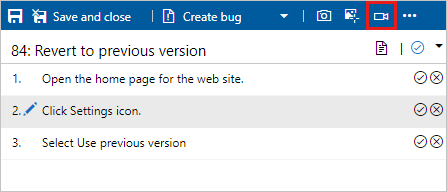 Save and close Create bug
84: Revert to previous version
1. Open the home page for the web site.
2. Click Settings icon.
3. Select Use previous version